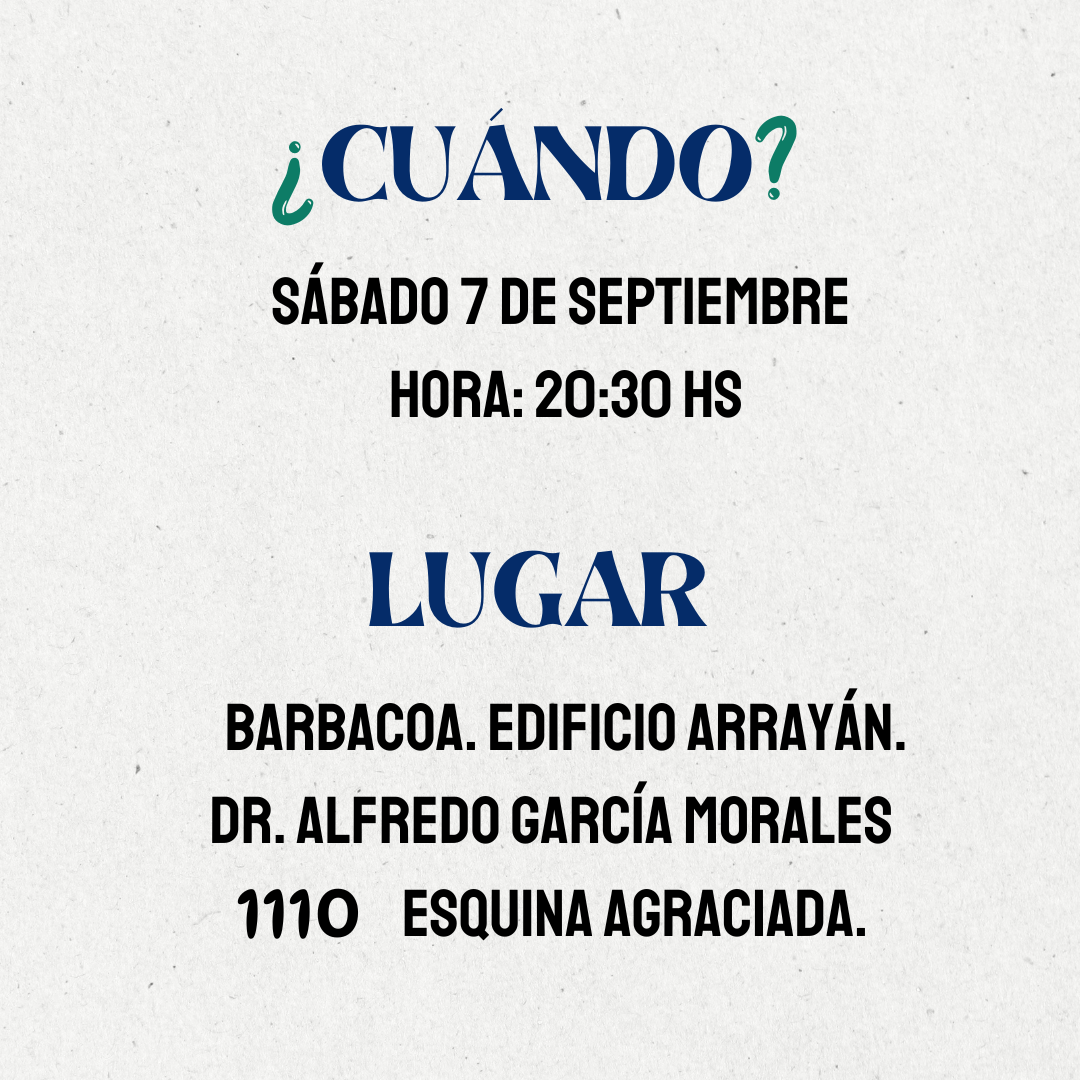 ¿CUÁNDO?
SÁBADO 7 DE SEPTIEMBRE
HORA: 20:30 HS
LUGAR
BARBACOA. EDIFICIO ARRAYÁN.
DR. ALFREDO GARCÍA MORALES
1110 ESQUINA AGRACIADA.